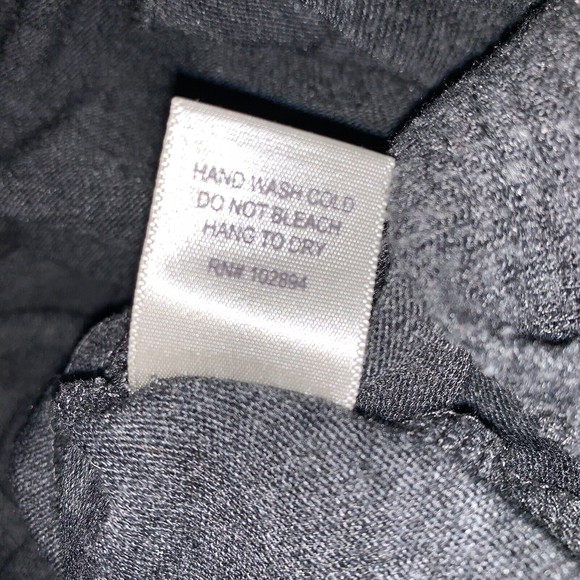 HAND WASH COLD
DO NOT BLEACH
HANG TO DRY
RN# 102894